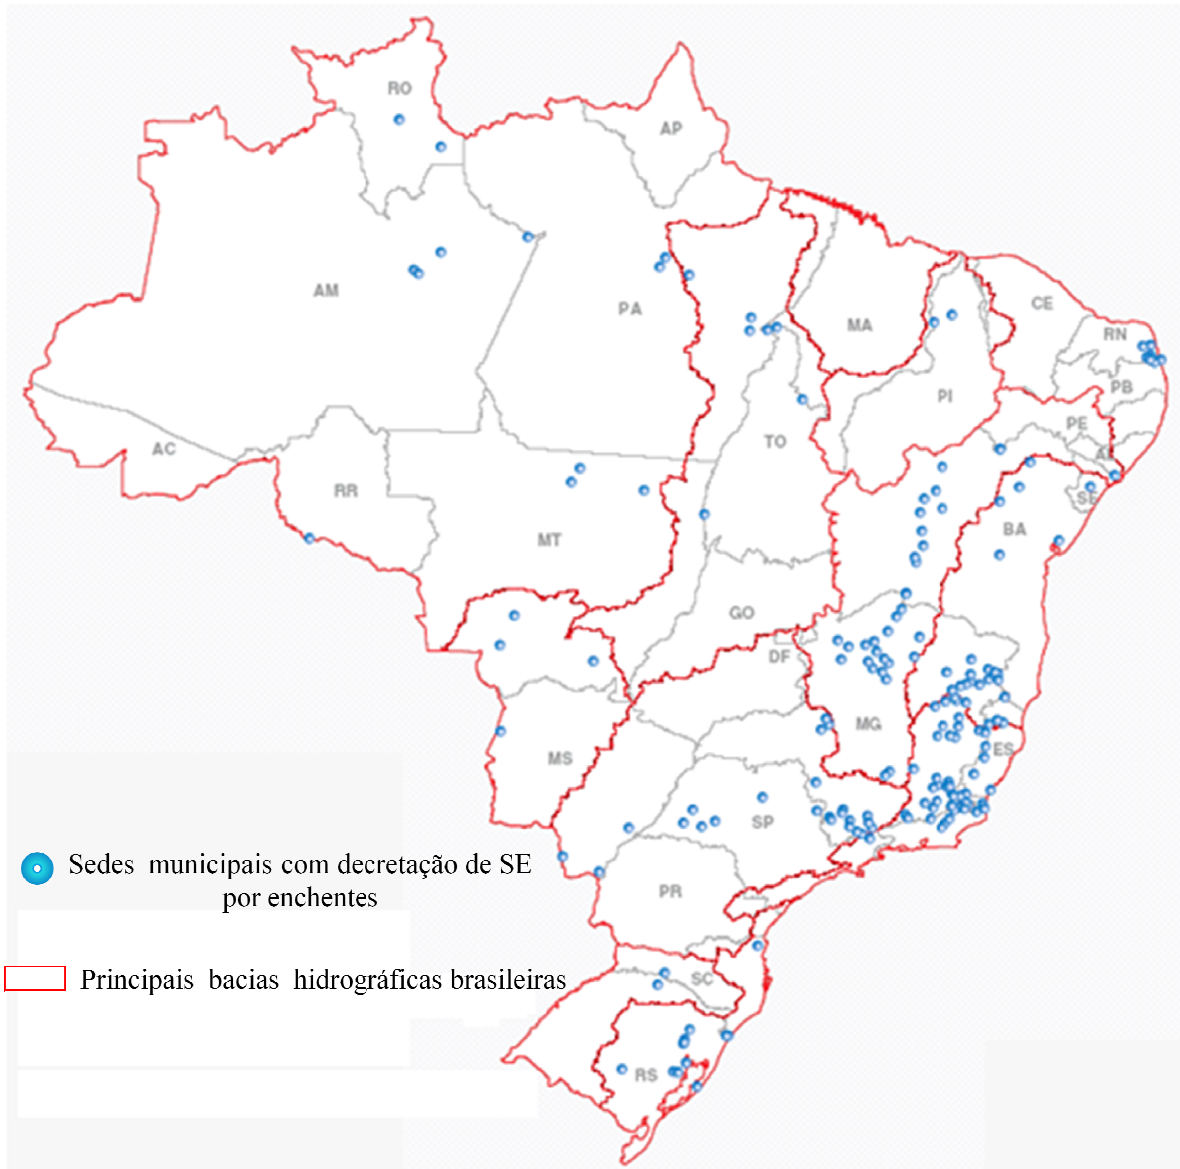 RO
AP
AM
PA
MA
CE
RN
PB
PI
PE
AL
AC
TO
RR
SE
BA
MT
GO
DF
MG
ES
MS
SP
Sedes municipais com decretação de SE
por enchentes
PR
Principais bacias hidrográficas brasileiras
SC
RS